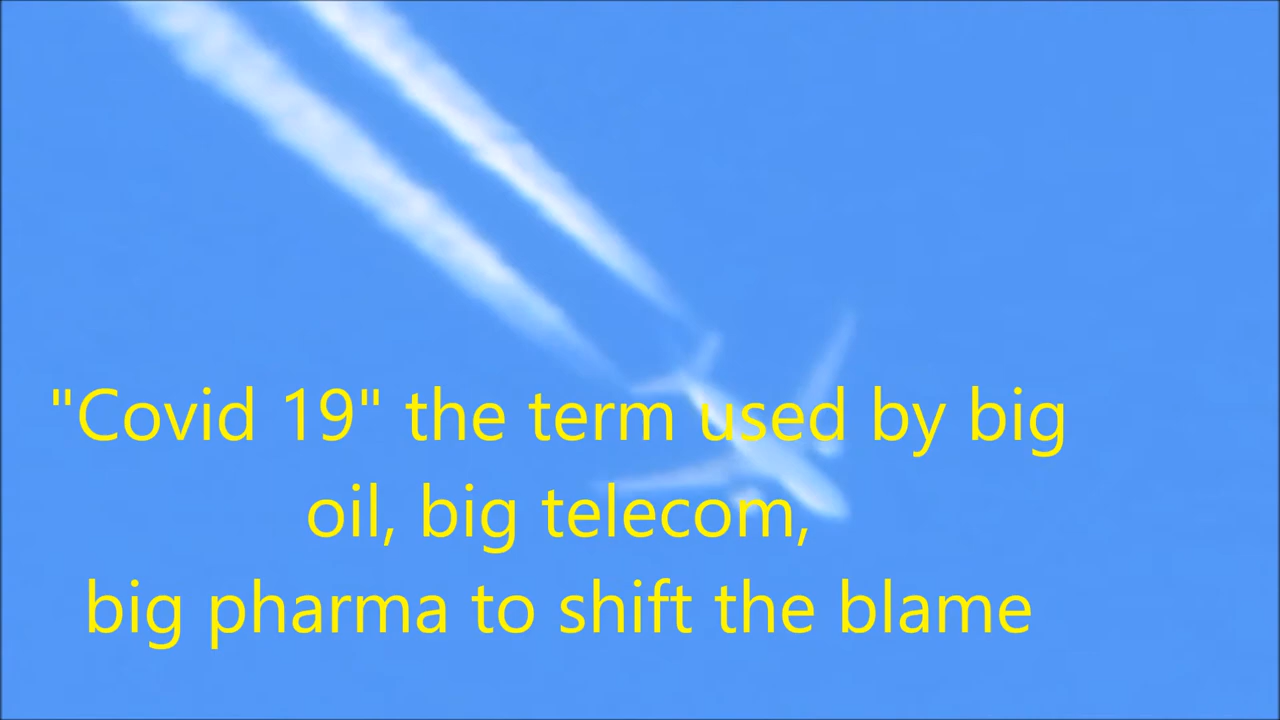 "Covid 19" the term used by big
oil, big telecom,
big pharma to shift the blame